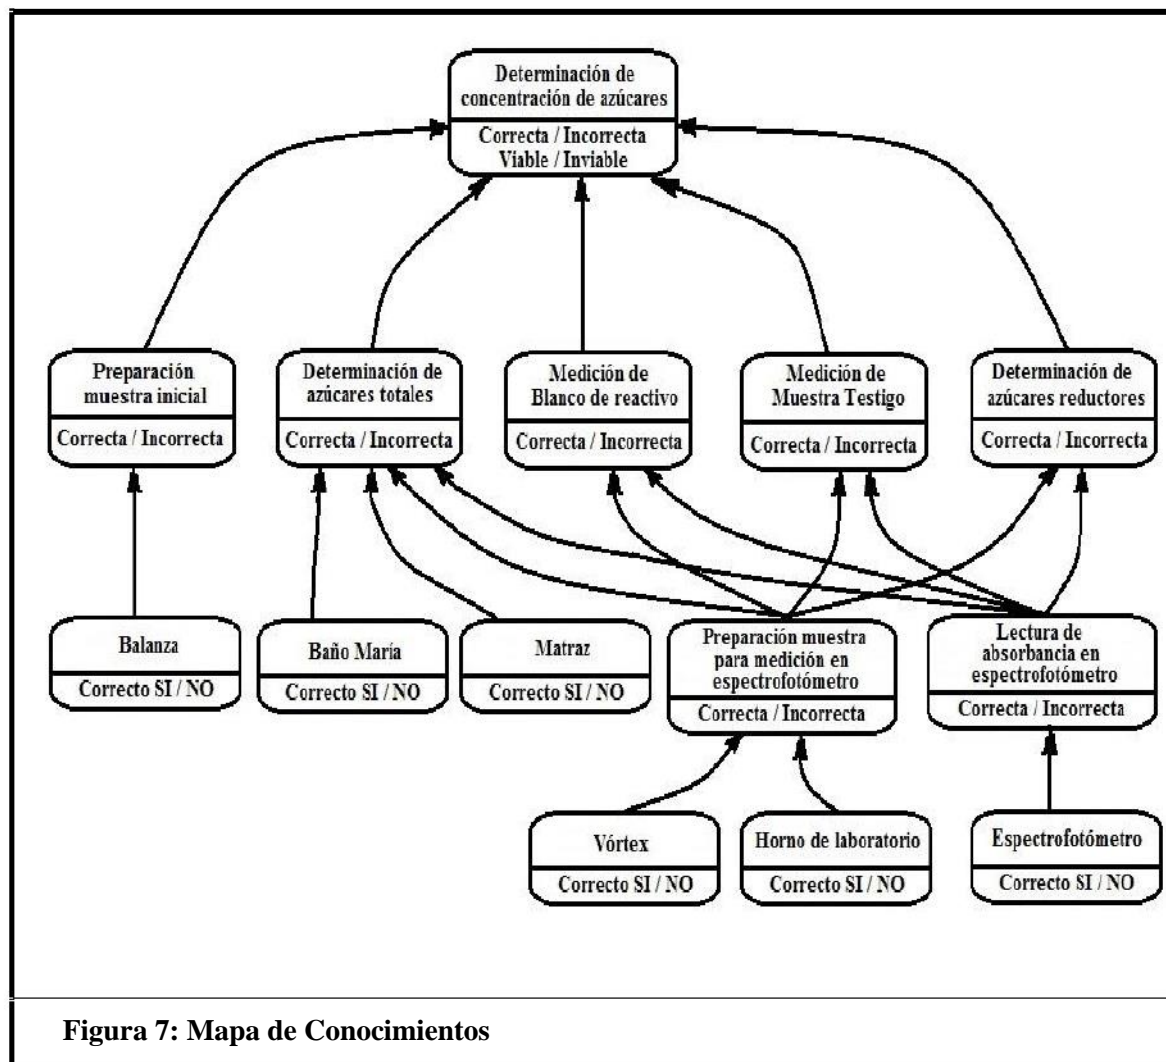 Determinación de
concentración de azúcares
Correcta / Incorrecta
Viable / Inviable
Preparación
muestra inicial
Correcta / Incorrecta
Determinación de
azúcares totales
Correcta / Incorrecta
Medición de
Blanco de reactivo
Correcta / Incorrecta
Medición de
Muestra Testigo
Correcta / Incorrecta
Determinación de
azúcares reductores
Correcta / Incorrecta
Balanza
Correcto SI / NO
Baño María
Correcto SI / NO
Matraz
Correcto SI / NO
Preparación muestra
para medición en
espectrofotómetro
Correcta / Incorrecta
Lectura de
absorbancia en
espectrofotómetro
Correcta / Incorrecta
Vórtex
Correcto SI / NO
Horno de laboratorio
Correcto SI / NO
Espectrofotómetro
Correcto SI / NO
Figura 7: Mapa de Conocimientos